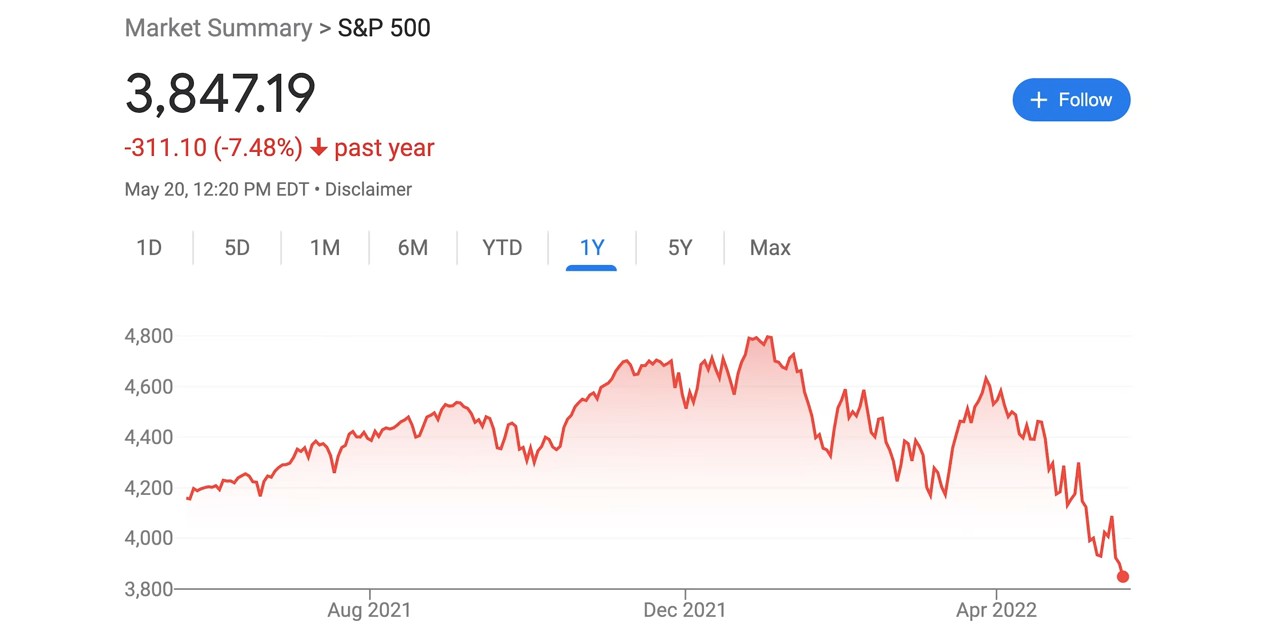 Market Summary > S&P 500
3,847.19
+ Follow
-311.10 (-7.48%) ↓ past year
May 20, 12:20 PM EDT • Disclaimer
1D 5D 1M 6M YTD 1Y 5Y Max
4,800
4,600
4,400
4,200
4,000
3,800
Aug 2021 Dec 2021 Apr 2022